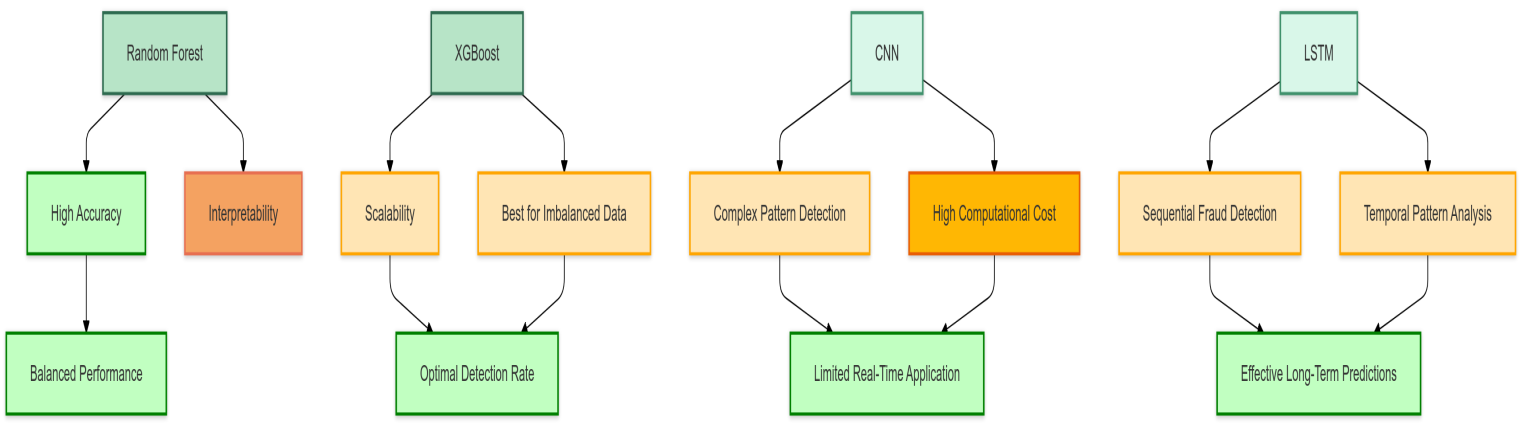 Random Forest
XGBoost
CNN
LSTM
High Accuracy
Interpretability
Scalability
Best for Imbalanced Data
Complex Pattern Detection
High Computational Cost
Sequential Fraud Detection
Temporal Pattern Analysis
Balanced Performance
Optimal Detection Rate
Limited Real-Time Application
Effective Long-Term Predictions